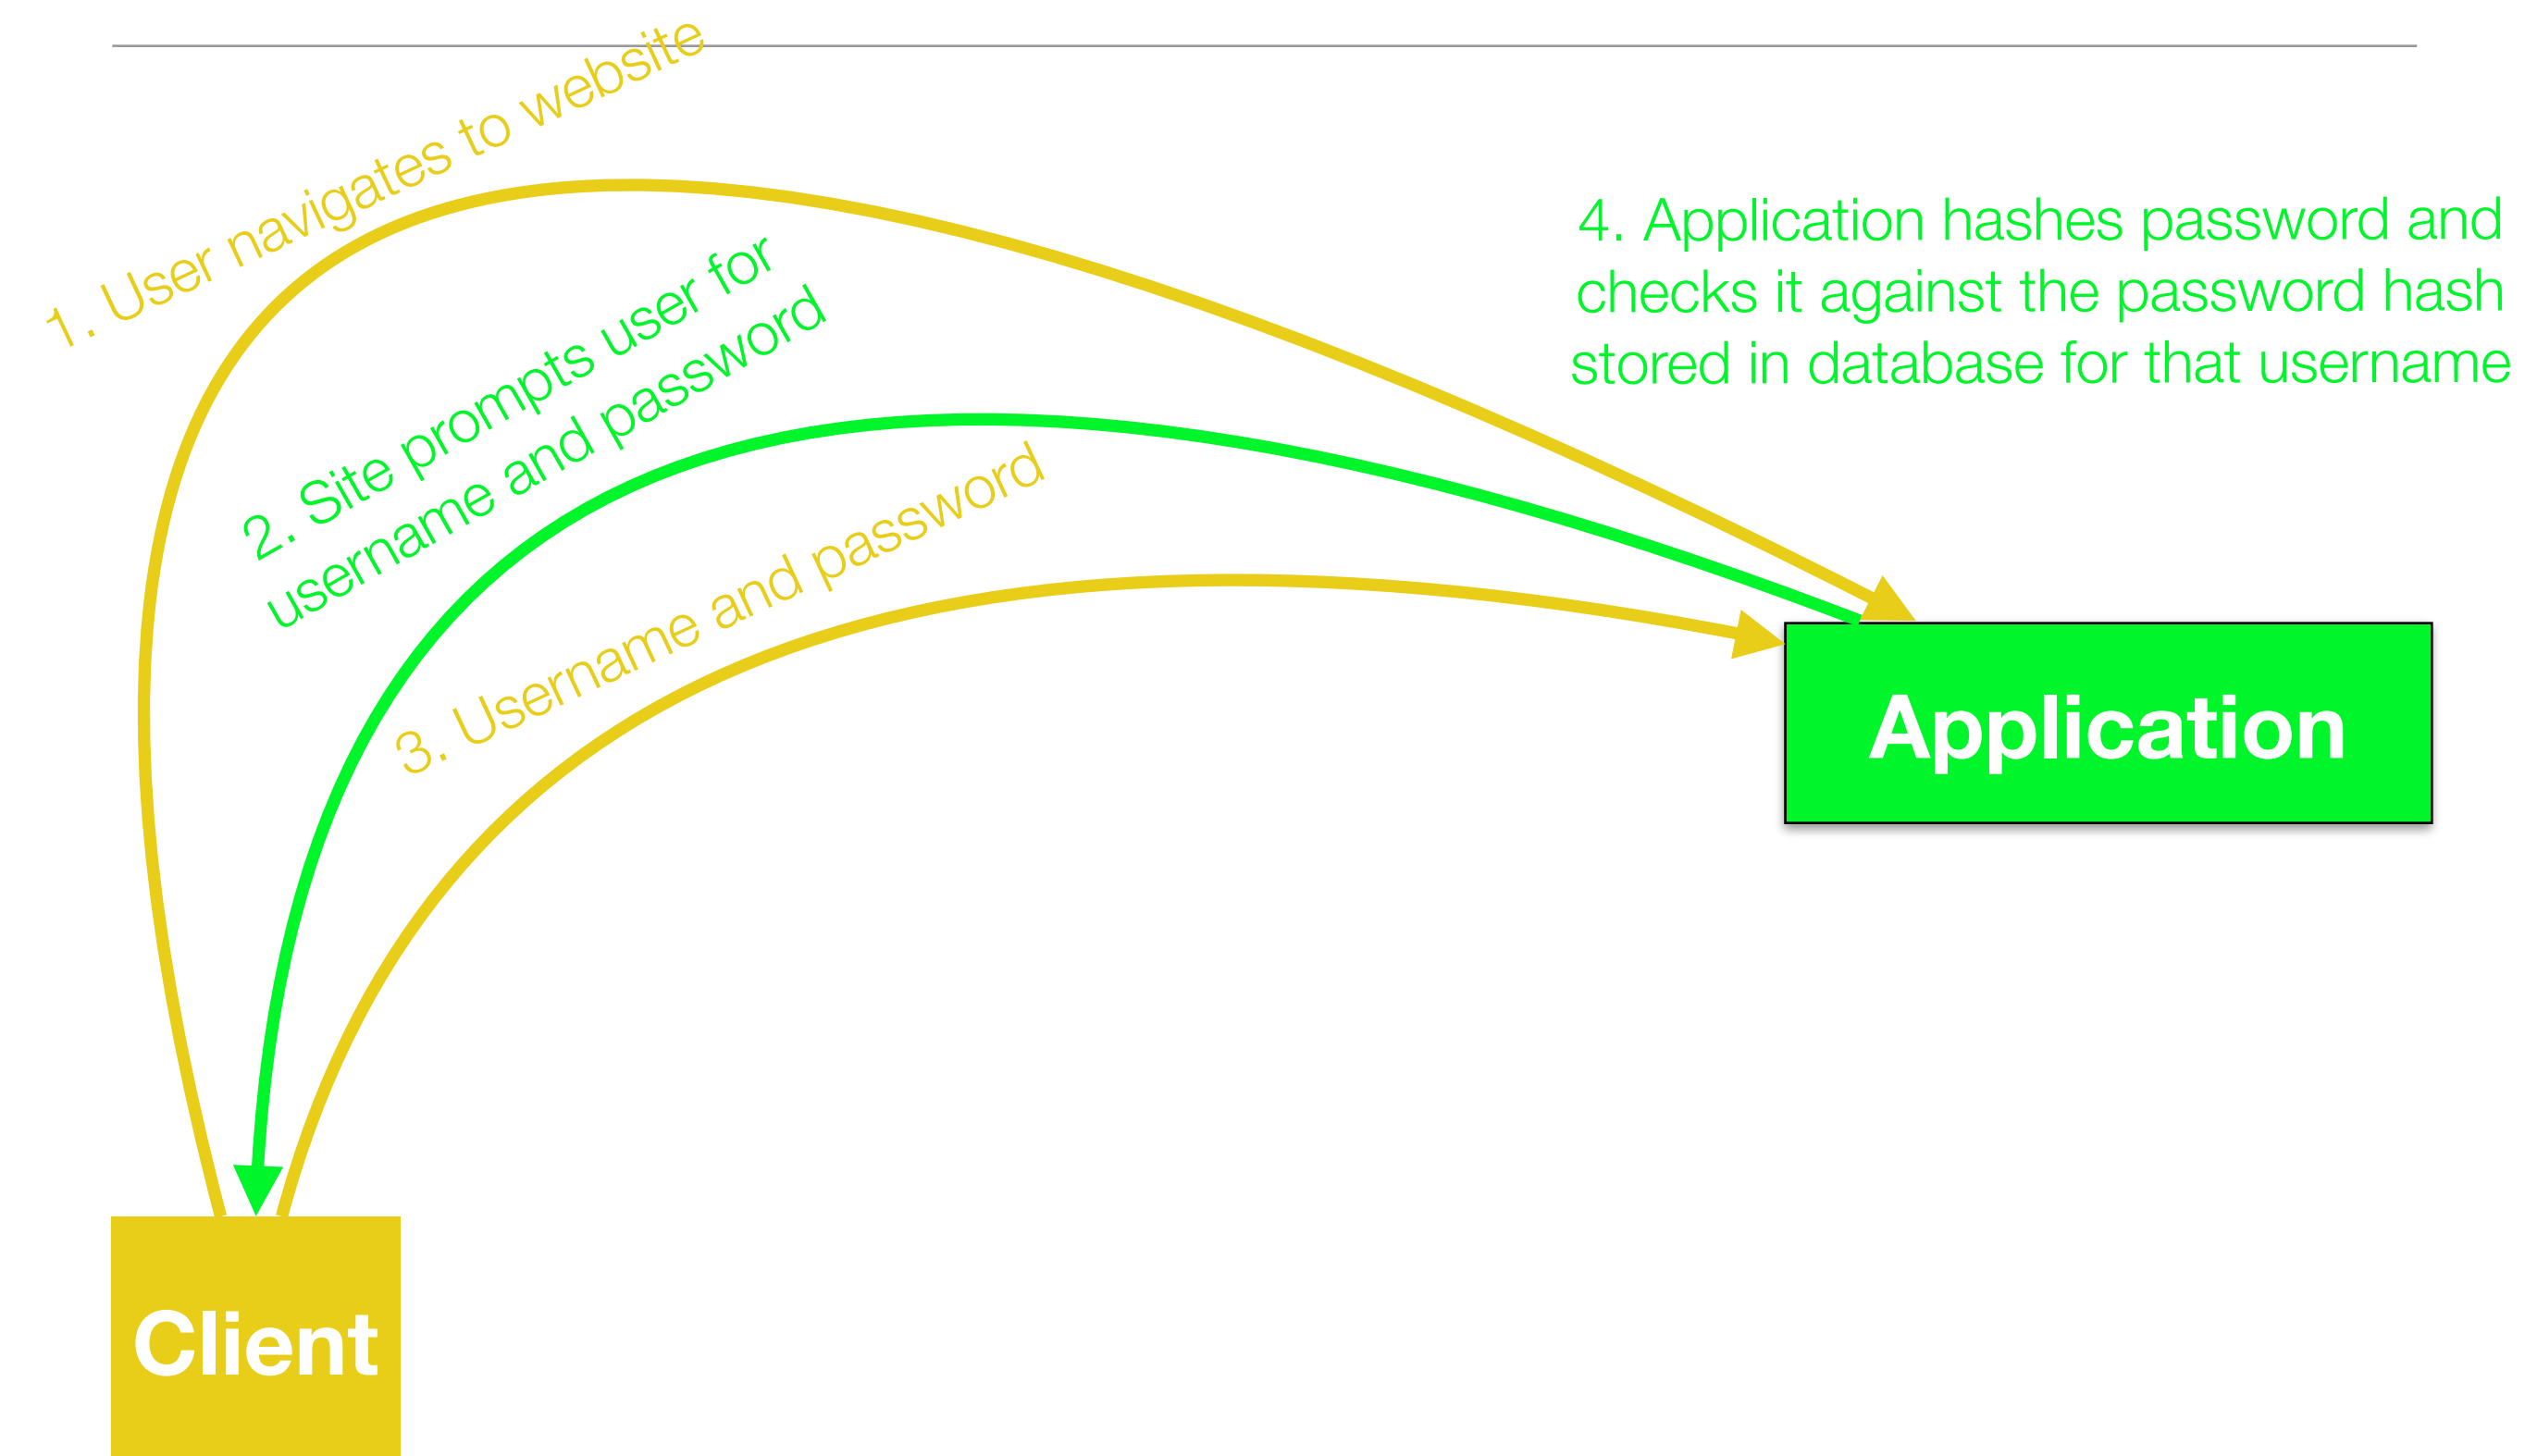 1. User navigates to website
2. Site prompts user for
username and password
3. Username and password
4. Application hashes password and
checks it against the password hash
stored in database for that username
Application
Client